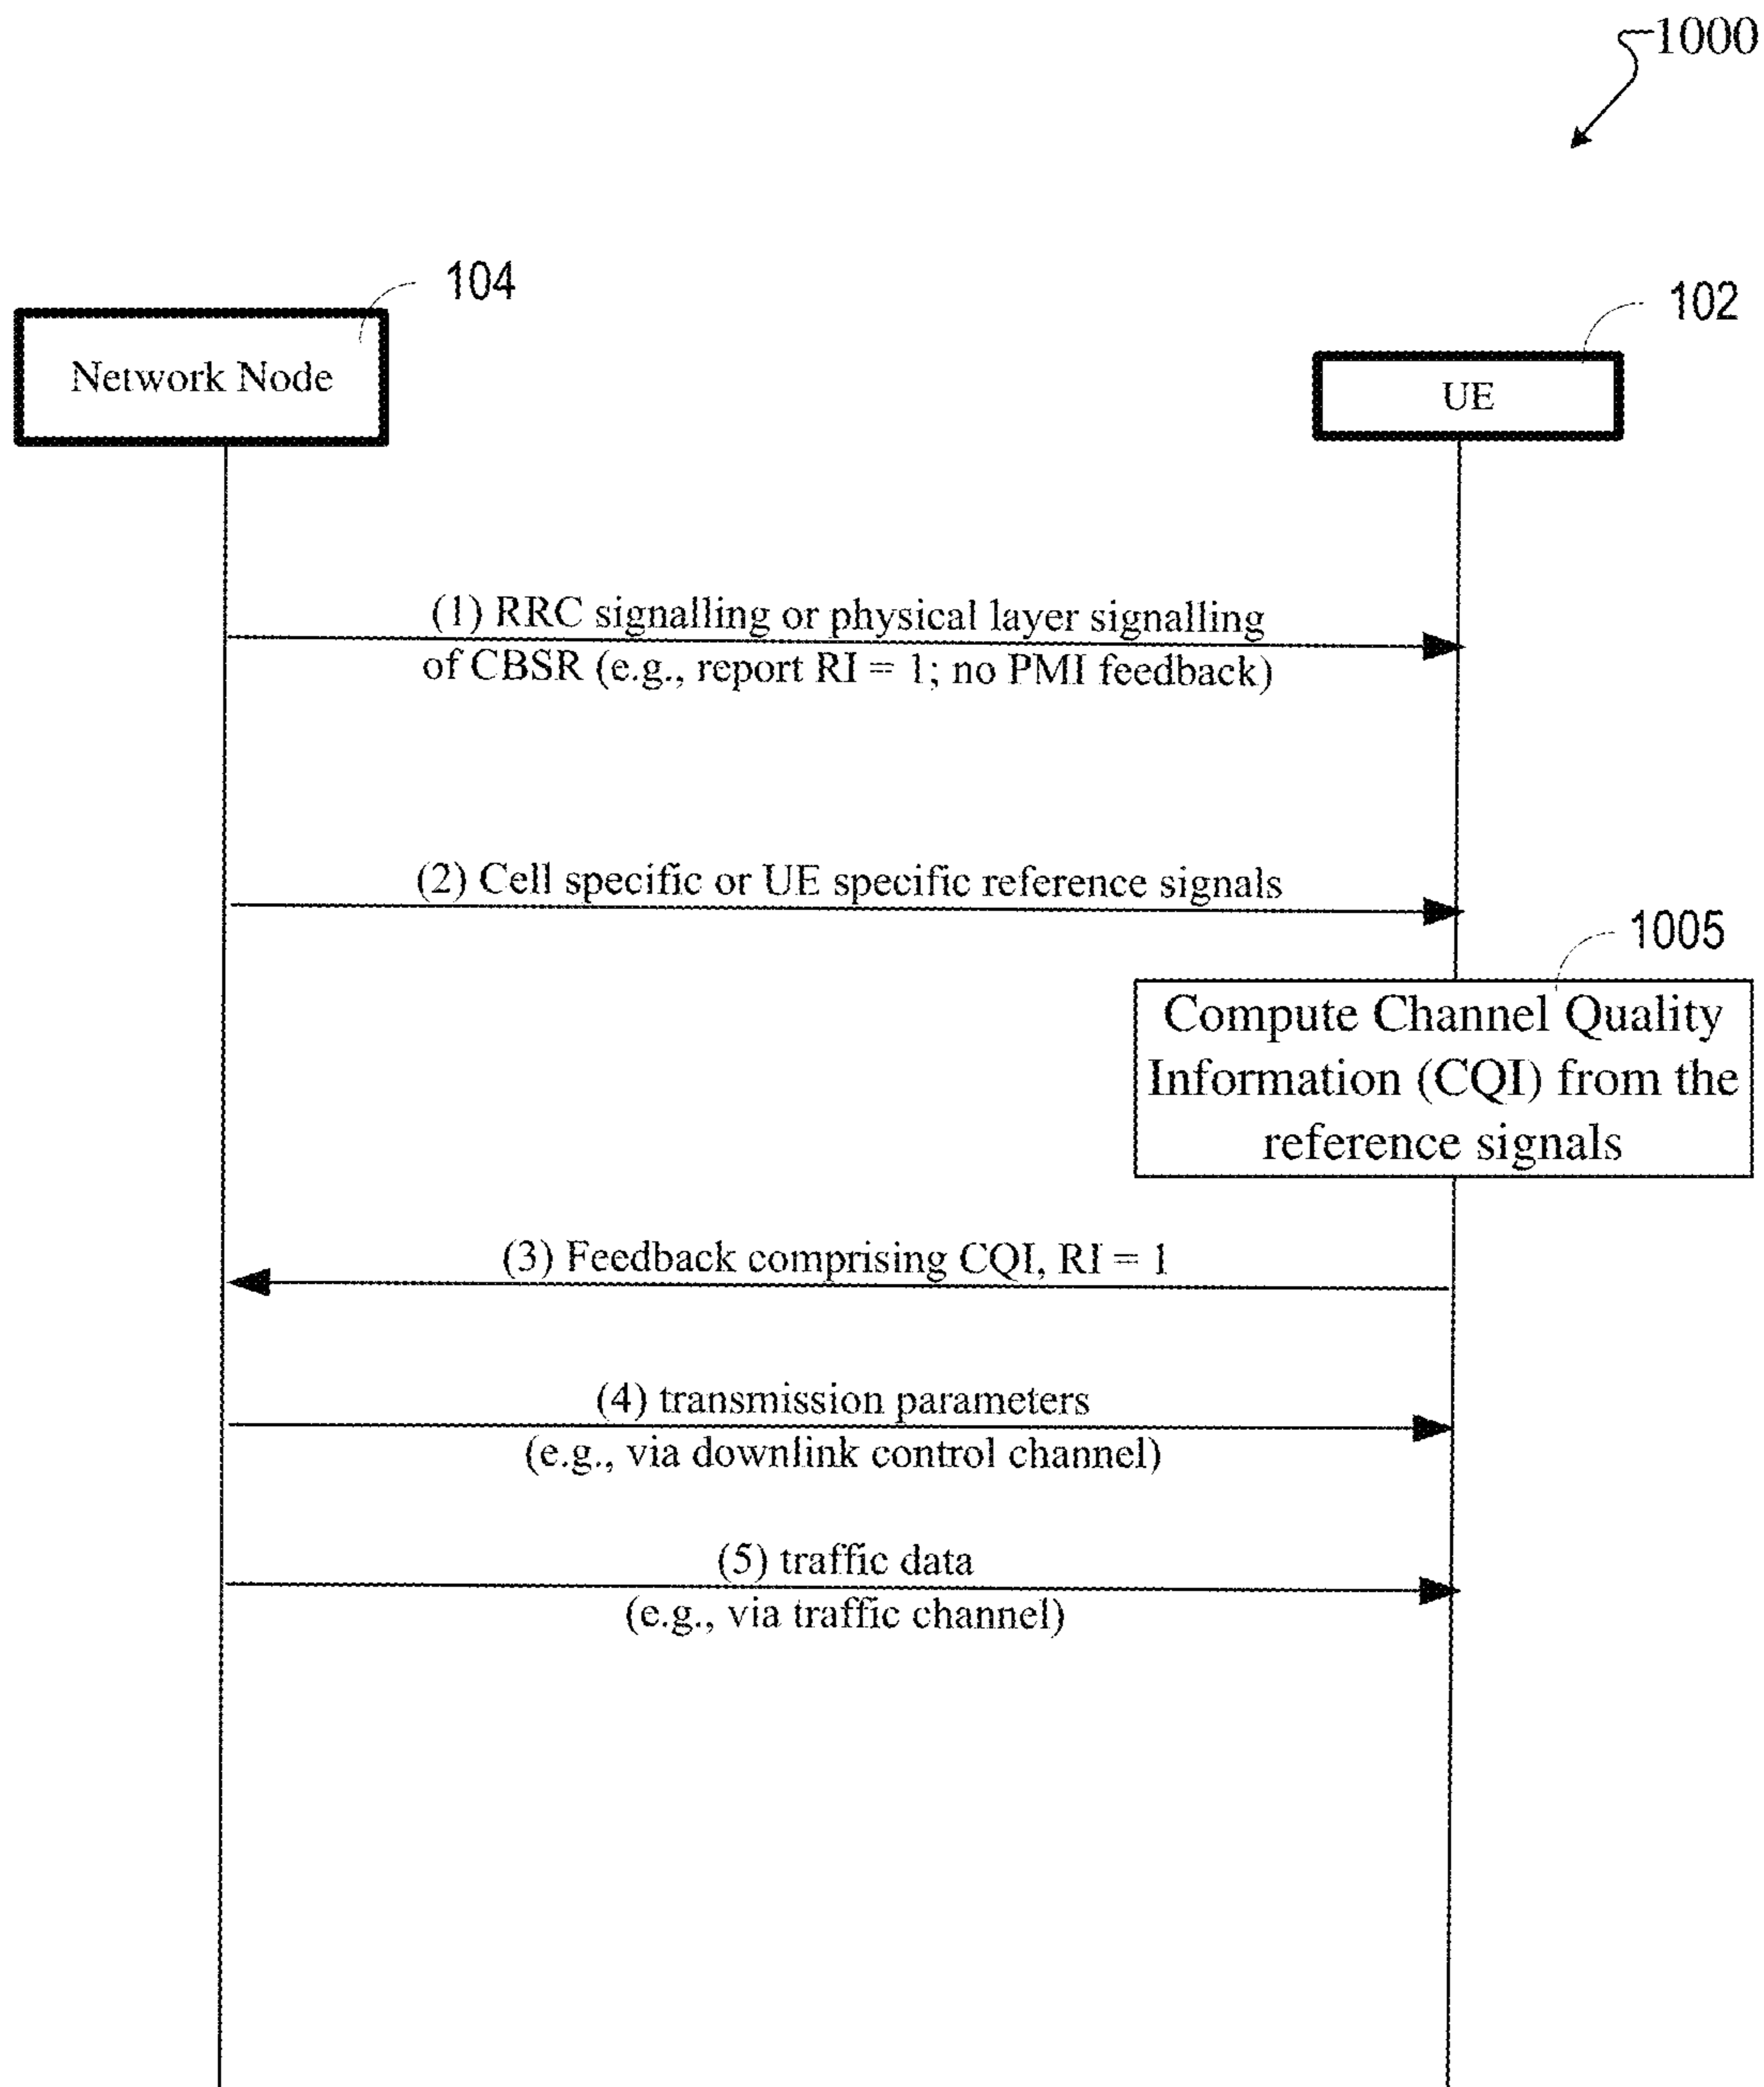 1000
104
102
Network Node
UE
(1) RRC signalling or physical layer signalling
of CBSR (e.g., report RI = 1; no PMI feedback)
(2) Cell specific or UE specific reference signals
1005
Compute Channel Quality
Information (CQI) from the
reference signals
(3) Feedback comprising CQI, RI = 1
(4) transmission parameters
(e.g., via downlink control channel)
(5) traffic data
(e.g., via traffic channel)